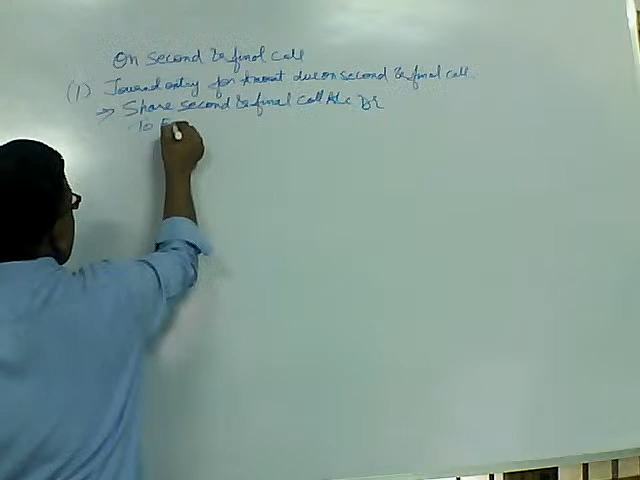 On second & final call
(1) Journal entry for Amount due on second & final call.
→ Share second & final call A/c Dr
To